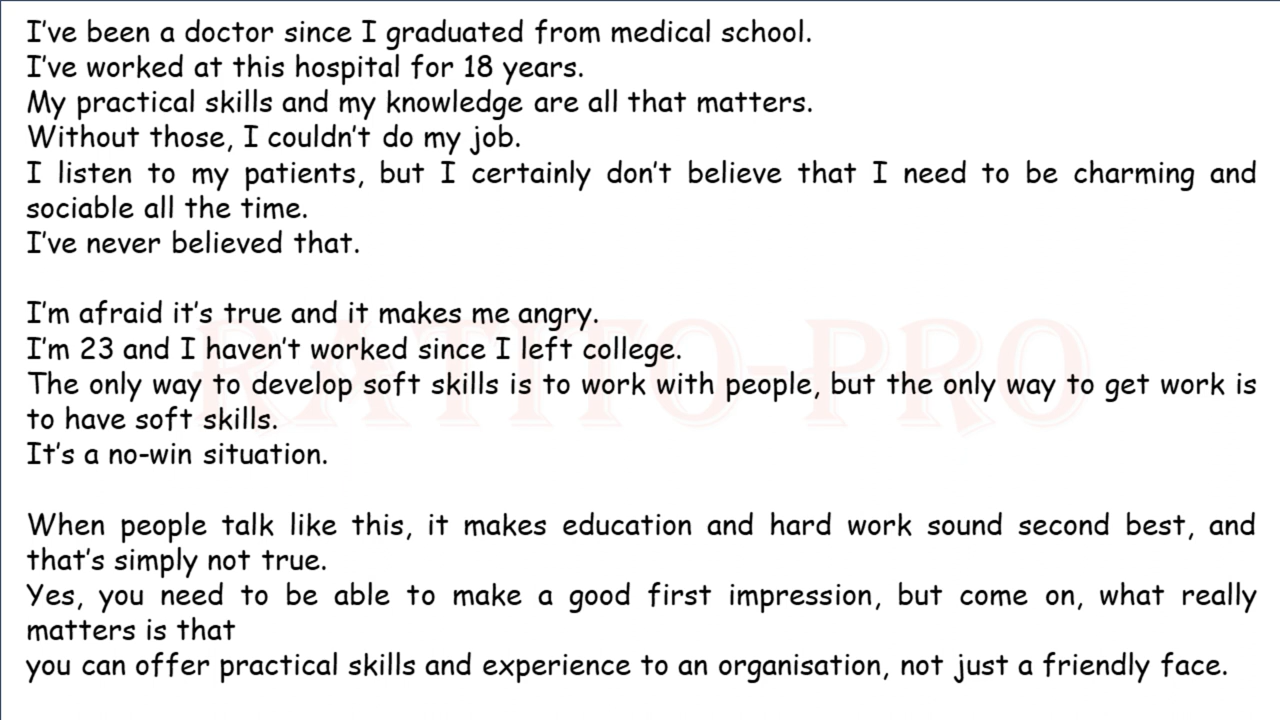 I've been a doctor since I graduated from medical school.
I've worked at this hospital for 18 years.
My practical skills and my knowledge are all that matters.
Without those, I couldn't do my job.
I listen to my patients, but I certainly don't believe that I need to be charming and
sociable all the time.
I've never believed that.
I'm afraid it's true and it makes me angry.
I'm 23 and I haven't worked since I left college.
The only way to develop soft skills is to work with people, but the only way to get work is
to have soft skills.
It's a no-win situation.
When people talk like this, it makes education and hard work sound second best, and
that's simply not true.
Yes, you need to be able to make a good first impression, but come on, what really
matters is that
you can offer practical skills and experience to an organisation, not just a friendly face.
RATITO-PRO